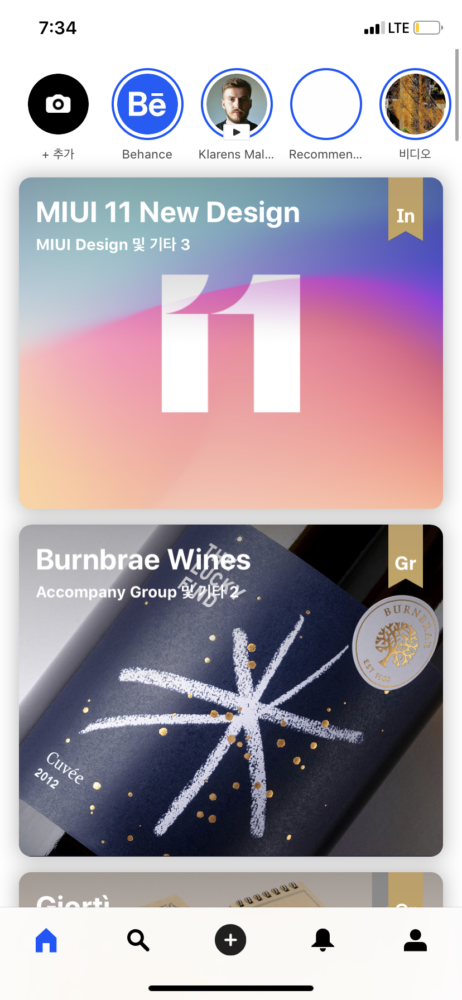 7:34
LTE
Bē
+ 추가
Behance
Klarens Mal...
Recommen...
비디오
MIUI 11 New Design
In
MIUI Design 및 기타 3
11
Burnbrae Wines
THE
LUCKY
FIND
Gr
Accompany Group 및 기타 2
BURNBRAE
EST 1904
Cuvée
2012
Giortì